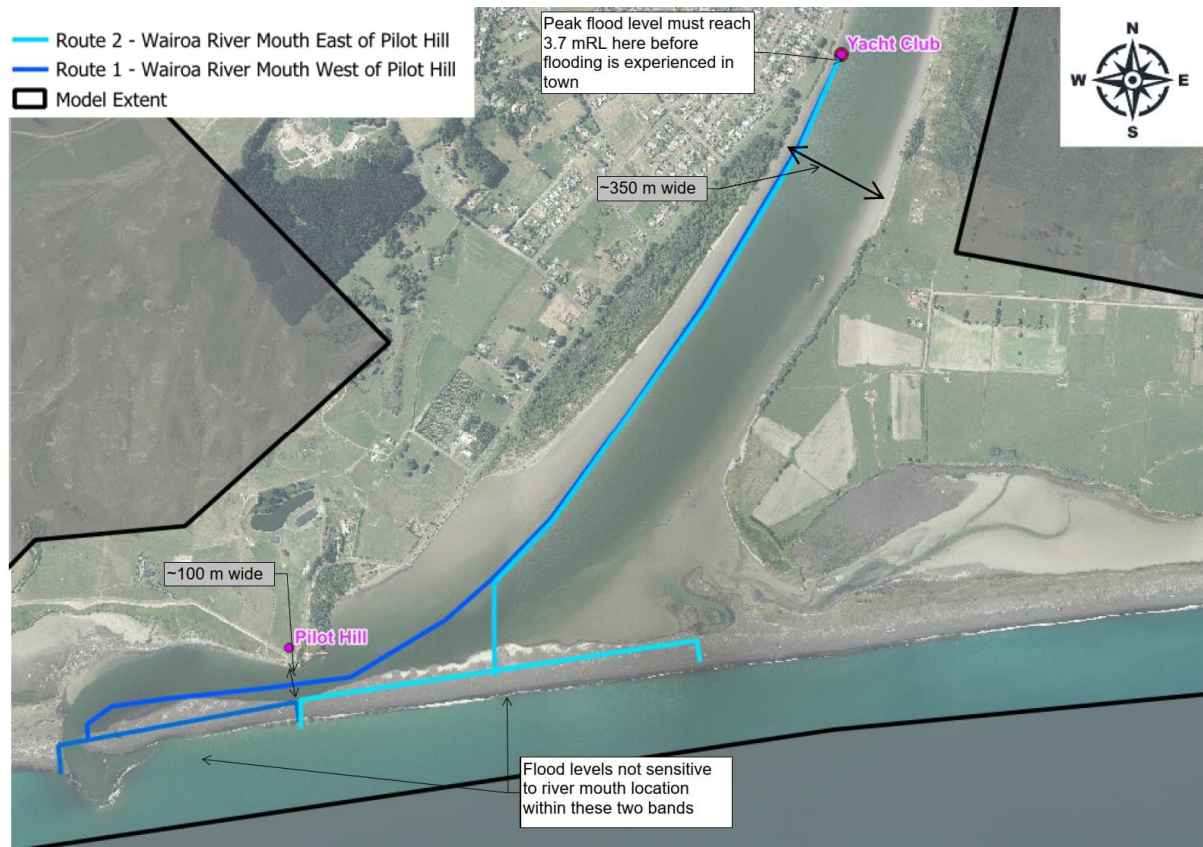 Route 2 - Wairoa River Mouth East of Pilot Hill
Route 1 - Wairoa River Mouth West of Pilot Hill
Model Extent
Peak flood level must reach
3.7 mRL here before
flooding is experienced in
town
Yacht Club
N
W
E
S
~350 m wide
~100 m wide
Pilot Hill
Flood levels not sensitive
to river mouth location
within these two bands